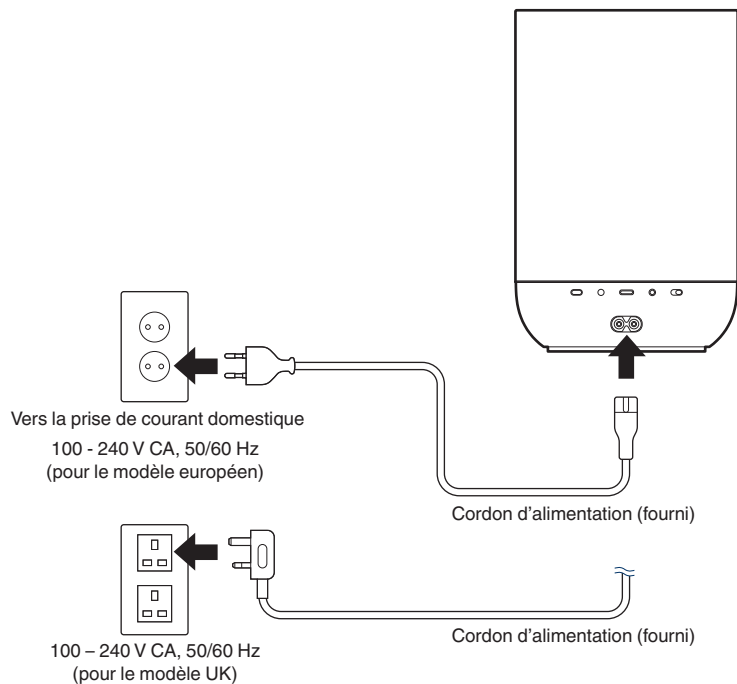 Vers la prise de courant domestique
100 - 240 V CA, 50/60 Hz
(pour le modèle européen)
Cordon d’alimentation (fourni)
Cordon d’alimentation (fourni)
100 – 240 V CA, 50/60 Hz
(pour le modèle UK)